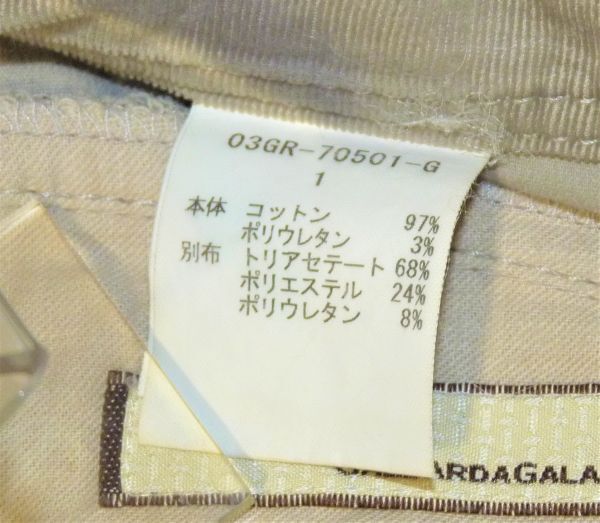 03GR-70501-G
1
本体 コットン 97%
ポリウレタン 3%
別布 トリアセテート 68%
ポリエステル 24%
ポリウレタン 8%